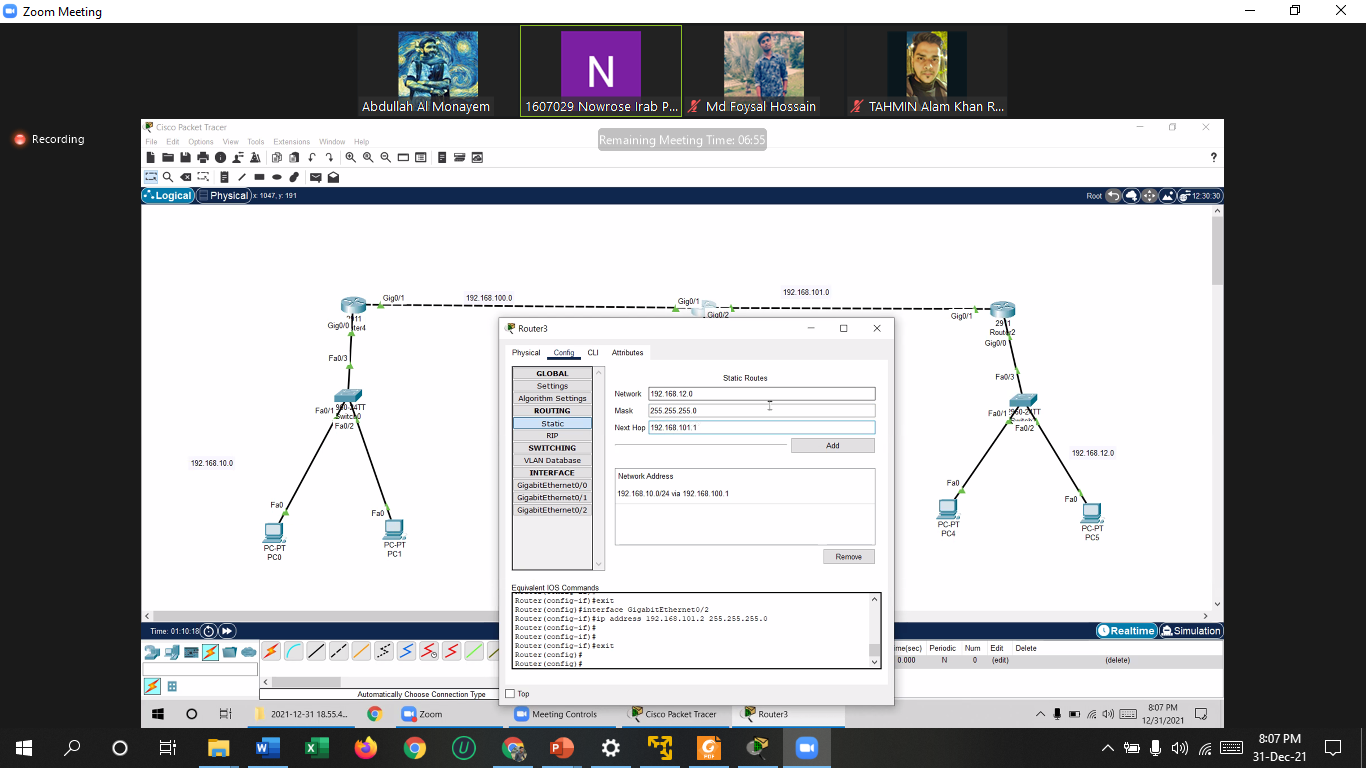 Zoom Meeting
Abdullah Al Monayem
1607029 Nowrose Irab P...
Md Foysal Hossain
TAHMIN Alam Khan R...
N
Recording
Cisco Packet Tracer
File Edit Options View Tools Extensions Window Help
Remaining Meeting Time: 06:55
?
Logical Physical x: 1047, y: 191
Root 12:30:30
Gig0/1
192.168.100.0
Gig0/1
Gig0/2
192.168.101.0
Gig0/1
Gig0/0
Fa0/3
Fa0/1
Fa0/2
192.168.10.0
Fa0
Fa0
PC-PT
PC0
PC-PT
PC1
2911
Router2
Gig0/0
Fa0/3
Fa0/1
Fa0/2
192.168.12.0
Fa0
Fa0
PC-PT
PC4
PC-PT
PC5
Router3
Physical Config CLI Attributes
GLOBAL
Settings
Algorithm Settings
ROUTING
Static
RIP
SWITCHING
VLAN Database
INTERFACE
GigabitEthernet0/0
GigabitEthernet0/1
GigabitEthernet0/2
Static Routes
Network 192.168.12.0
Mask 255.255.255.0
Next Hop 192.168.101.1
Add
Network Address
192.168.10.0/24 via 192.168.100.1
Remove
Equivalent IOS Commands
Router(config-if)#exit
Router(config)#interface GigabitEthernet0/2
Router(config-if)#ip address 192.168.101.2 255.255.255.0
Router(config-if)#
Router(config-if)#
Router(config-if)#exit
Router(config)#
Router(config)#
Top
Time: 01:10:18
Realtime Simulation
Automatically Choose Connection Type
me(sec) Periodic Num Edit Delete
0.000 N 0 (edit) (delete)
2021-12-31 18.55.4...
Zoom
Meeting Controls
Cisco Packet Tracer
Router3
8:07 PM
12/31/2021
8:07 PM
31-Dec-21